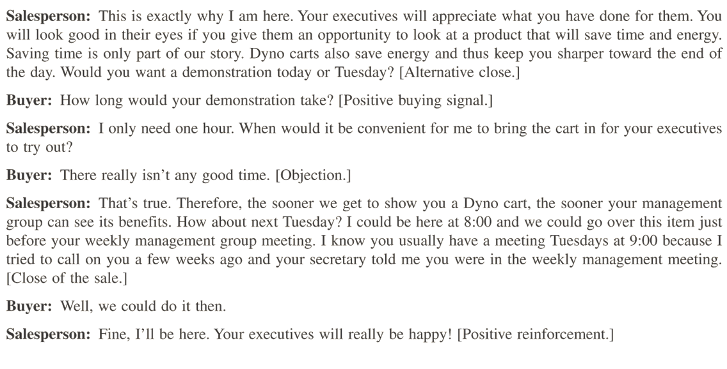 Salesperson: This is exactly why I am here. Your executives will appreciate what you have done for them. You
will look good in their eyes if you give them an opportunity to look at a product that will save time and energy.
Saving time is only part of our story. Dyno carts also save energy and thus keep you sharper toward the end of
the day. Would you want a demonstration today or Tuesday? [Alternative close.]
Buyer: How long would your demonstration take? [Positive buying signal.]
Salesperson: I only need one hour. When would it be convenient for me to bring the cart in for your executives
to try out?
Buyer: There really isn’t any good time. [Objection.]
Salesperson: That’s true. Therefore, the sooner we get to show you a Dyno cart, the sooner your management
group can see its benefits. How about next Tuesday? I could be here at 8:00 and we could go over this item just
before your weekly management group meeting. I know you usually have a meeting Tuesdays at 9:00 because I
tried to call on you a few weeks ago and your secretary told me you were in the weekly management meeting.
[Close of the sale.]
Buyer: Well, we could do it then.
Salesperson: Fine, I’ll be here. Your executives will really be happy! [Positive reinforcement.]